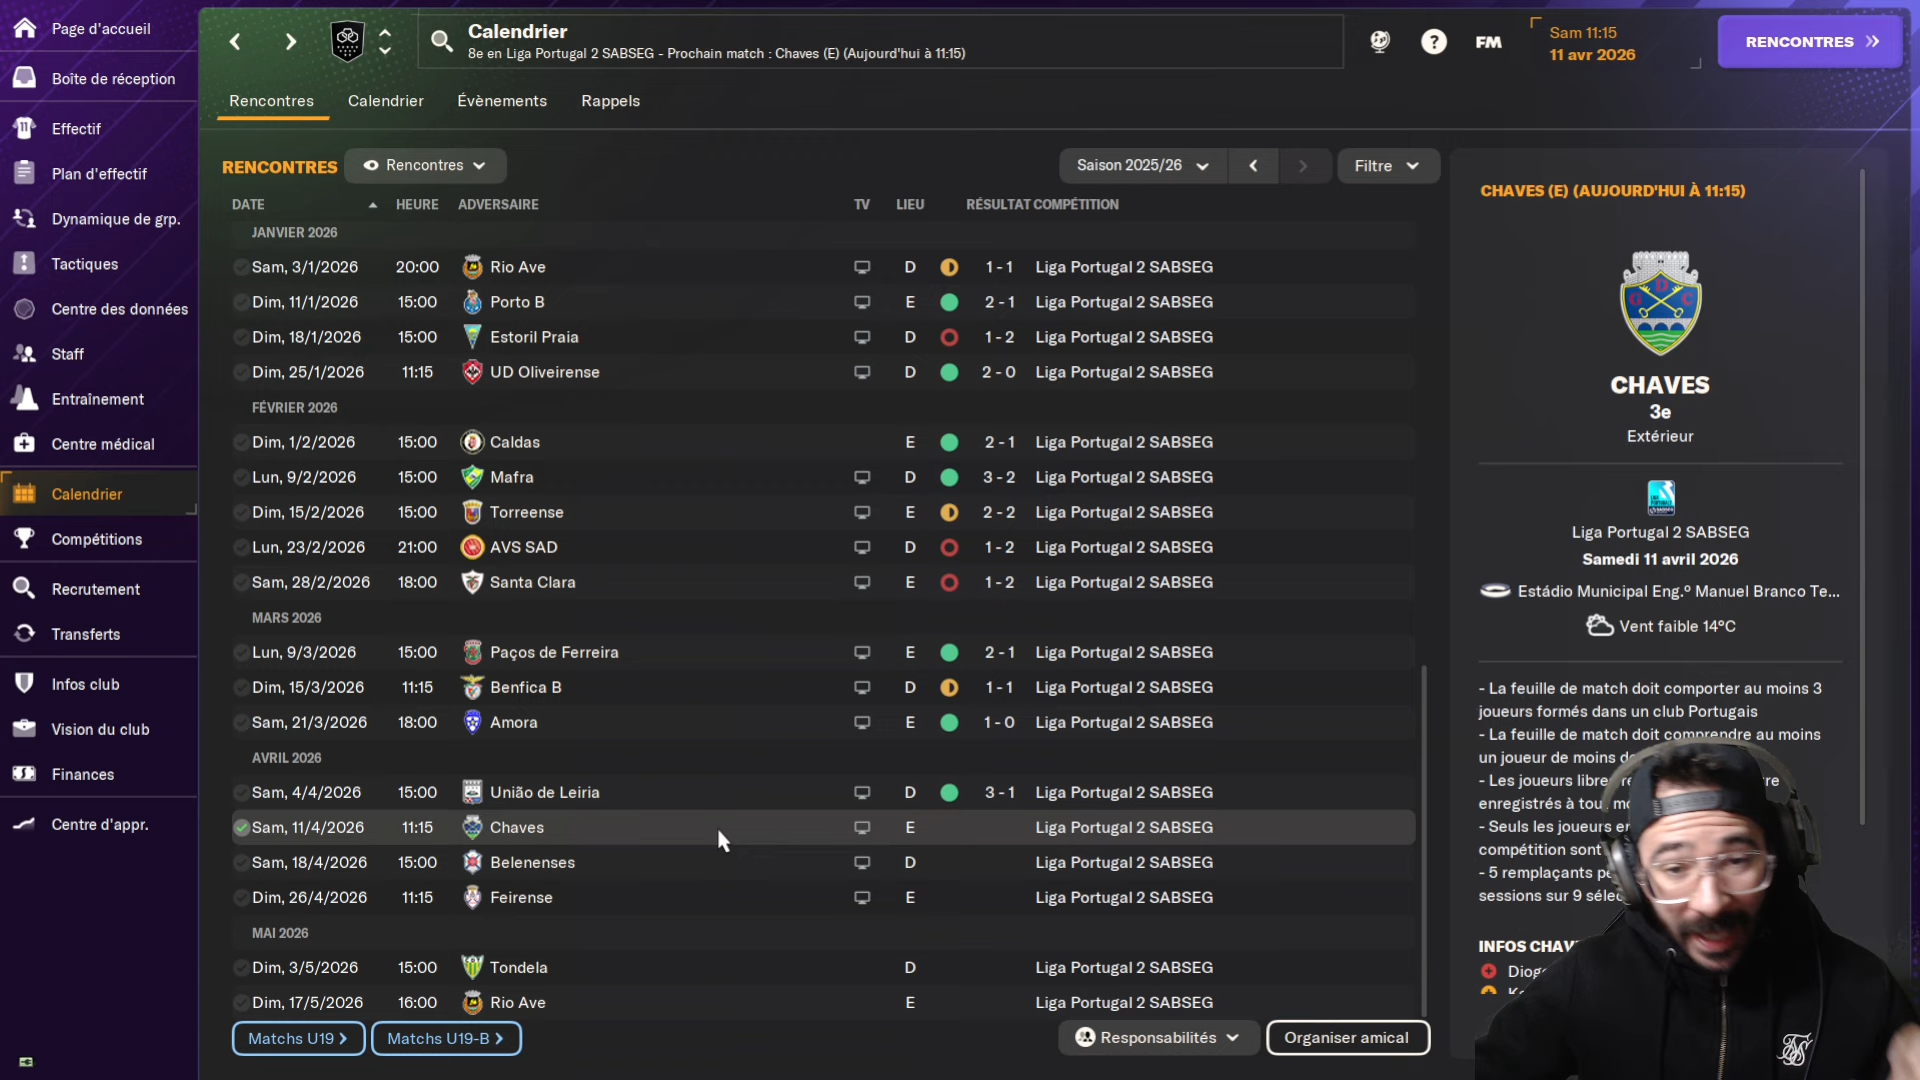 Page d'accueil
Boîte de réception
Effectif
Plan d'effectif
Dynamique de grp.
Tactiques
Centre des données
Staff
Entraînement
Centre médical
Calendrier
Compétitions
Recrutement
Transferts
Infos club
Vision du club
Finances
Centre d'appr.
Calendrier
8e en Liga Portugal 2 SABSEG - Prochain match : Chaves (E) (Aujourd'hui à 11:15)
FM
Sam 11:15
11 avr 2026
RENCONTRES
Rencontres Calendrier Évènements Rappels
RENCONTRES Rencontres Saison 2025/26 Filtre
DATE HEURE ADVERSAIRE TV LIEU RÉSULTAT COMPÉTITION
JANVIER 2026
Sam, 3/1/2026 20:00 Rio Ave D 1 - 1 Liga Portugal 2 SABSEG
Dim, 11/1/2026 15:00 Porto B E 2 - 1 Liga Portugal 2 SABSEG
Dim, 18/1/2026 15:00 Estoril Praia D 1 - 2 Liga Portugal 2 SABSEG
Dim, 25/1/2026 11:15 UD Oliveirense D 2 - 0 Liga Portugal 2 SABSEG
FÉVRIER 2026
Dim, 1/2/2026 15:00 Caldas E 2 - 1 Liga Portugal 2 SABSEG
Lun, 9/2/2026 15:00 Mafra D 3 - 2 Liga Portugal 2 SABSEG
Dim, 15/2/2026 15:00 Torreense E 2 - 2 Liga Portugal 2 SABSEG
Lun, 23/2/2026 21:00 AVS SAD D 1 - 2 Liga Portugal 2 SABSEG
Sam, 28/2/2026 18:00 Santa Clara E 1 - 2 Liga Portugal 2 SABSEG
MARS 2026
Lun, 9/3/2026 15:00 Paços de Ferreira E 2 - 1 Liga Portugal 2 SABSEG
Dim, 15/3/2026 11:15 Benfica B D 1 - 1 Liga Portugal 2 SABSEG
Sam, 21/3/2026 18:00 Amora E 1 - 0 Liga Portugal 2 SABSEG
AVRIL 2026
Sam, 4/4/2026 15:00 União de Leiria D 3 - 1 Liga Portugal 2 SABSEG
Sam, 11/4/2026 11:15 Chaves E Liga Portugal 2 SABSEG
Sam, 18/4/2026 15:00 Belenenses D Liga Portugal 2 SABSEG
Dim, 26/4/2026 11:15 Feirense E Liga Portugal 2 SABSEG
MAI 2026
Dim, 3/5/2026 15:00 Tondela D Liga Portugal 2 SABSEG
Dim, 17/5/2026 16:00 Rio Ave E Liga Portugal 2 SABSEG
Matchs U19 Matchs U19-B Responsabilités Organiser amical
CHAVES (E) (AUJOURD'HUI À 11:15)
CHAVES
3e
Extérieur
Liga Portugal 2 SABSEG
Samedi 11 avril 2026
Estádio Municipal Eng.º Manuel Branco Te...
Vent faible 14°C
- La feuille de match doit comporter au moins 3
joueurs formés dans un club Portugais
- La feuille de match doit comprendre au moins
un joueur de moins
- Les joueurs
enregistrés à
- Seuls les joueurs
compétition sont
- 5 remplaçants
sessions sur 9
INFOS